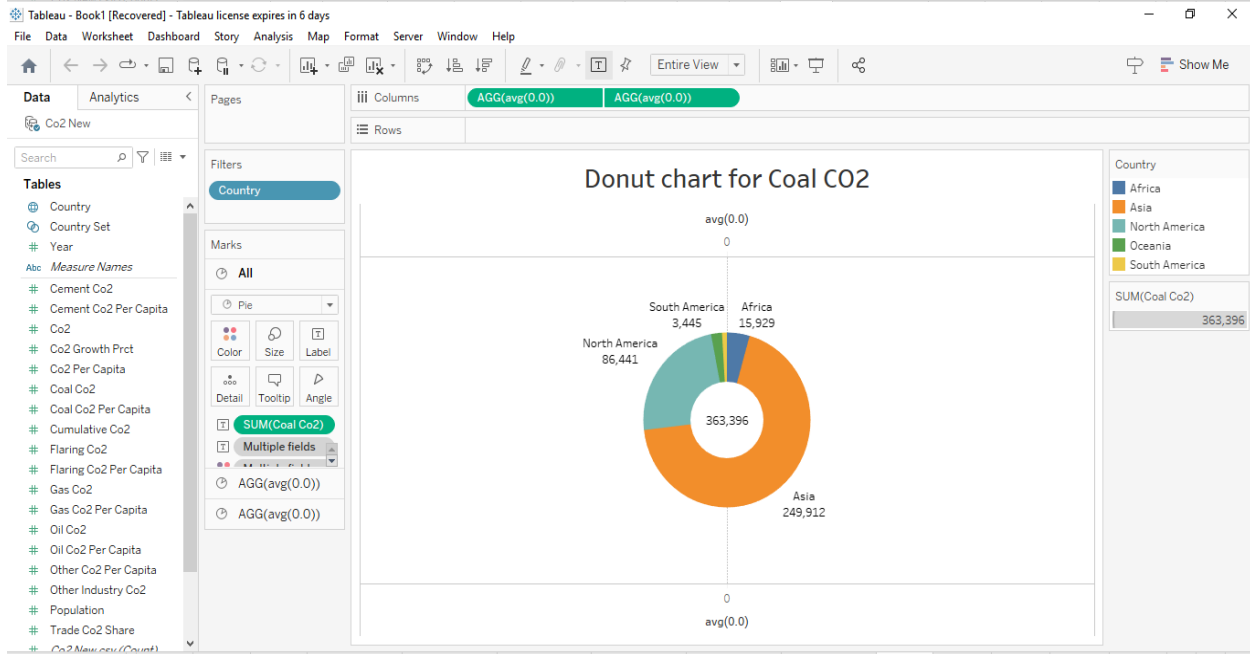 Tableau - Book1 [Recovered] - Tableau license expires in 6 days
File Data Worksheet Dashboard Story Analysis Map Format Server Window Help
Entire View
Show Me
Data Analytics
Co2 New
Search
Tables
Country
Country Set
Year
Abc Measure Names
Cement Co2
Cement Co2 Per Capita
Co2
Co2 Growth Prct
Co2 Per Capita
Coal Co2
Coal Co2 Per Capita
Cumulative Co2
Flaring Co2
Flaring Co2 Per Capita
Gas Co2
Gas Co2 Per Capita
Oil Co2
Oil Co2 Per Capita
Other Co2 Per Capita
Other Industry Co2
Population
Trade Co2 Share
Co2 New.csv (Count)
Pages
Filters
Country
Marks
All
Pie
Color Size Label
Detail Tooltip Angle
SUM(Coal Co2)
Multiple fields
Multiple fields
AGG(avg(0.0))
AGG(avg(0.0))
Columns AGG(avg(0.0)) AGG(avg(0.0))
Rows
Donut chart for Coal CO2
avg(0.0)
0
South America
3,445
Africa
15,929
North America
86,441
363,396
Asia
249,912
0
avg(0.0)
Country
Africa
Asia
North America
Oceania
South America
SUM(Coal Co2)
363,396